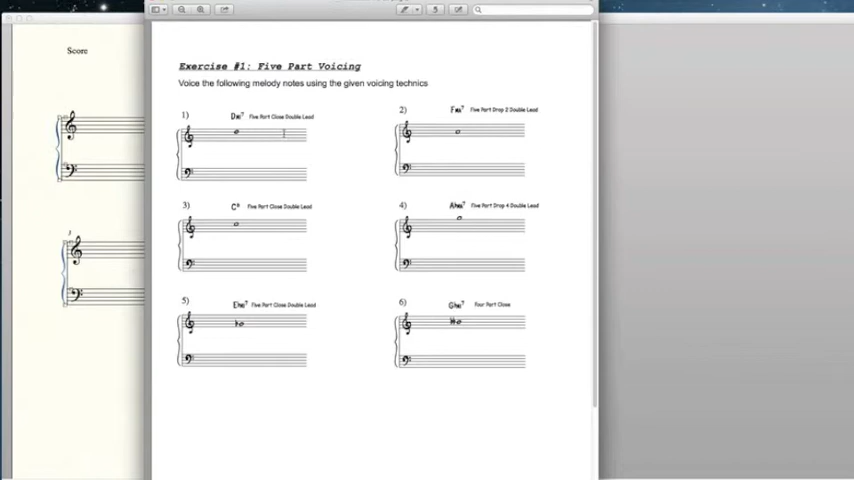 Score
Exercise #1: Five Part Voicing
Voice the following melody notes using the given voicing technics
1) Five Part Close Double Lead
2) Five Part Drop 2 Double Lead
3) Five Part Close Double Lead
4) Five Part Drop 4 Double Lead
5) Five Part Close Double Lead
6) Four Part Close